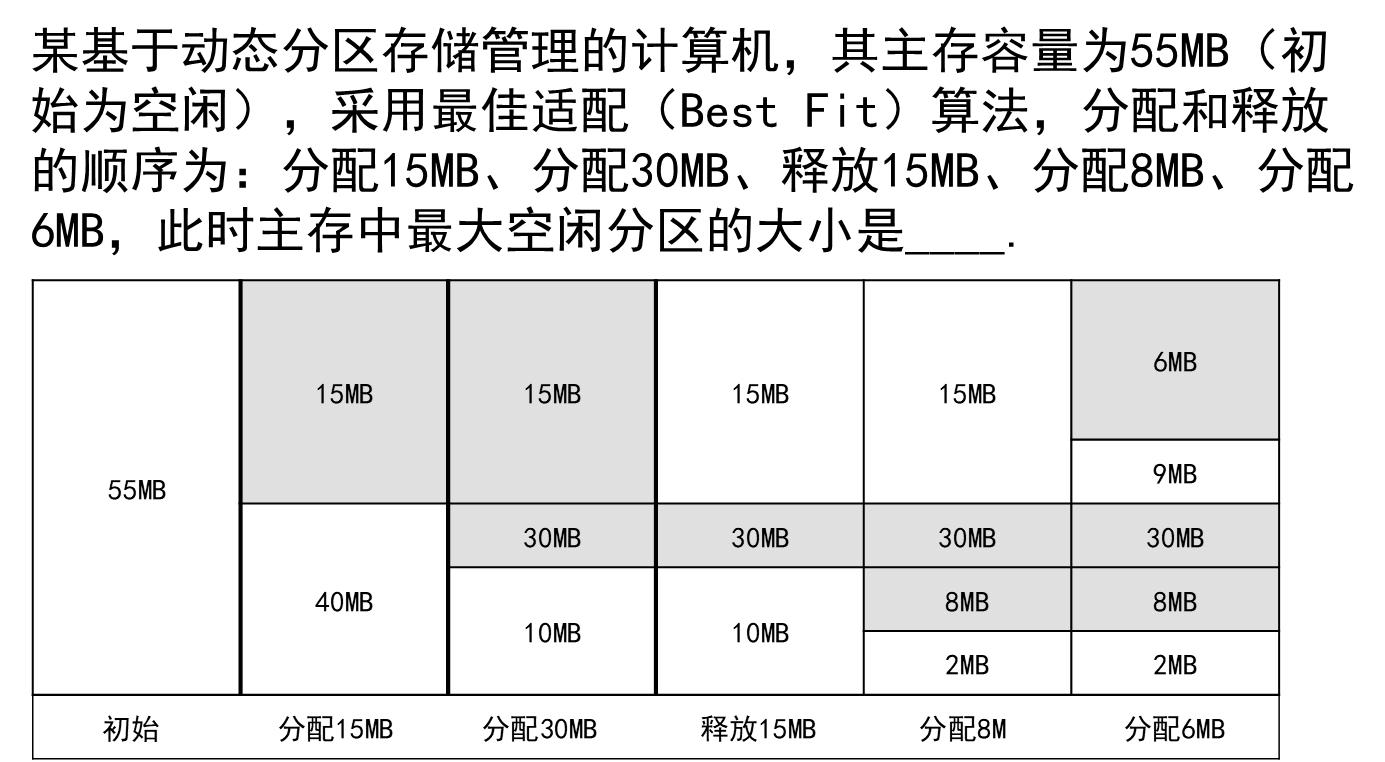 某基于动态分区存储管理的计算机，其主存容量为55MB（初
始为空闲），采用最佳适配（Best Fit）算法，分配和释放
的顺序为：分配15MB、分配30MB、释放15MB、分配8MB、分配
6MB，此时主存中最大空闲分区的大小是____.
6MB
15MB 15MB 15MB 15MB
9MB
55MB
30MB 30MB 30MB 30MB
40MB 8MB 8MB
10MB 10MB
2MB 2MB
初始 分配15MB 分配30MB 释放15MB 分配8M 分配6MB